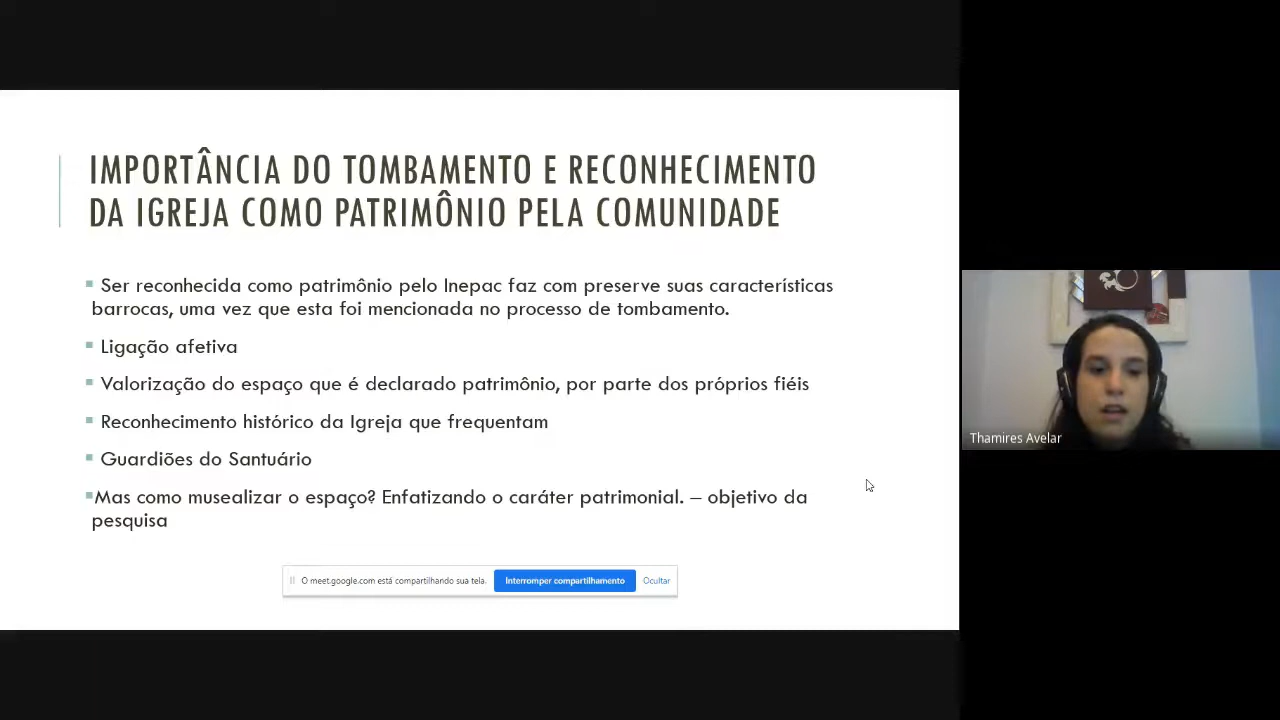 IMPORTÂNCIA DO TOMBAMENTO E RECONHECIMENTO
DA IGREJA COMO PATRIMÔNIO PELA COMUNIDADE
Ser reconhecida como patrimônio pelo Inepac faz com preserve suas características
barrocas, uma vez que esta foi mencionada no processo de tombamento.
Ligação afetiva
Valorização do espaço que é declarado patrimônio, por parte dos próprios fiéis
Reconhecimento histórico da Igreja que frequentam
Guardiões do Santuário
Mas como musealizar o espaço? Enfatizando o caráter patrimonial. – objetivo da
pesquisa
O meet.google.com está compartilhando sua tela. Interromper compartilhamento Ocultar
Thamires Avelar